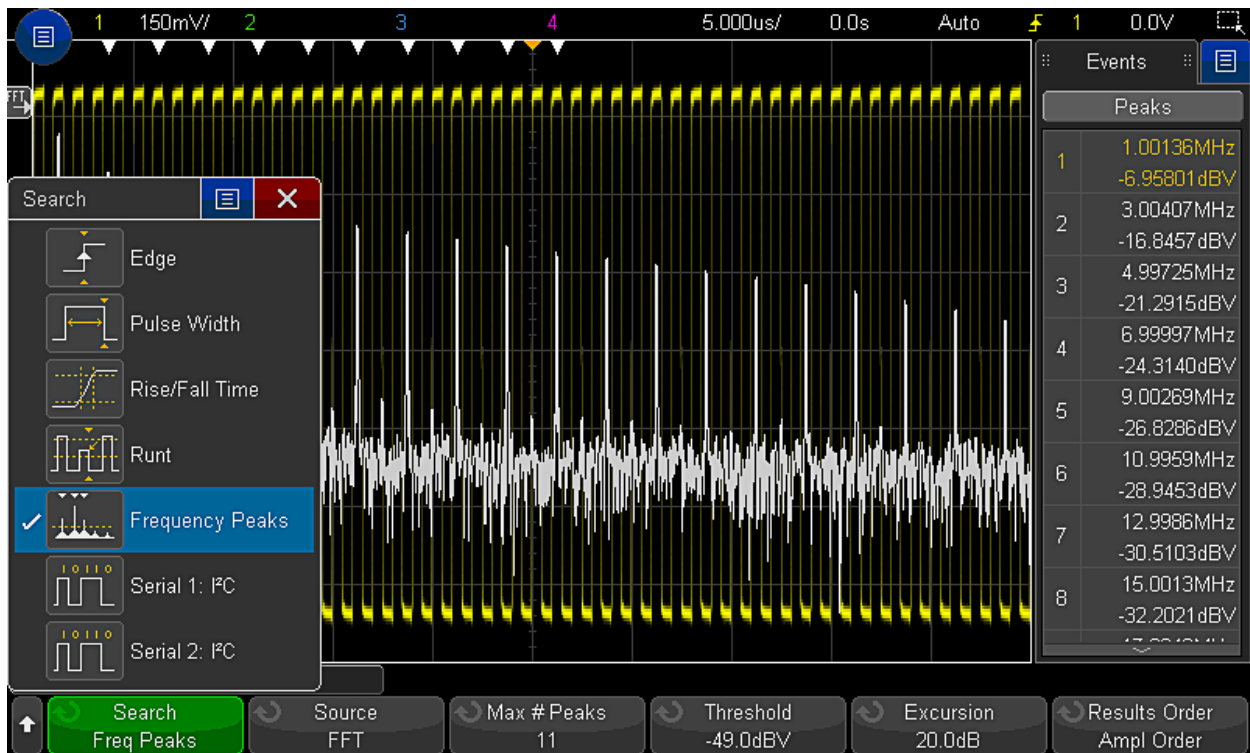 1 150mV/ 2 3 4 5.000us/ 0.0s Auto 1 0.0V
FFT
Events
Peaks
1 1.00136MHz
-6.95801dBV
2 3.00407MHz
-16.8457dBV
3 4.99725MHz
-21.2915dBV
4 6.99997MHz
-24.3140dBV
5 9.00269MHz
-26.8286dBV
6 10.9959MHz
-28.9453dBV
7 12.9986MHz
-30.5103dBV
8 15.0013MHz
-32.2021dBV
Search
Edge
Pulse Width
Rise/Fall Time
Runt
Frequency Peaks
10110
Serial 1: I²C
10110
Serial 2: I²C
Search
Freq Peaks
Source
FFT
Max # Peaks
11
Threshold
-49.0dBV
Excursion
20.0dB
Results Order
Ampl Order